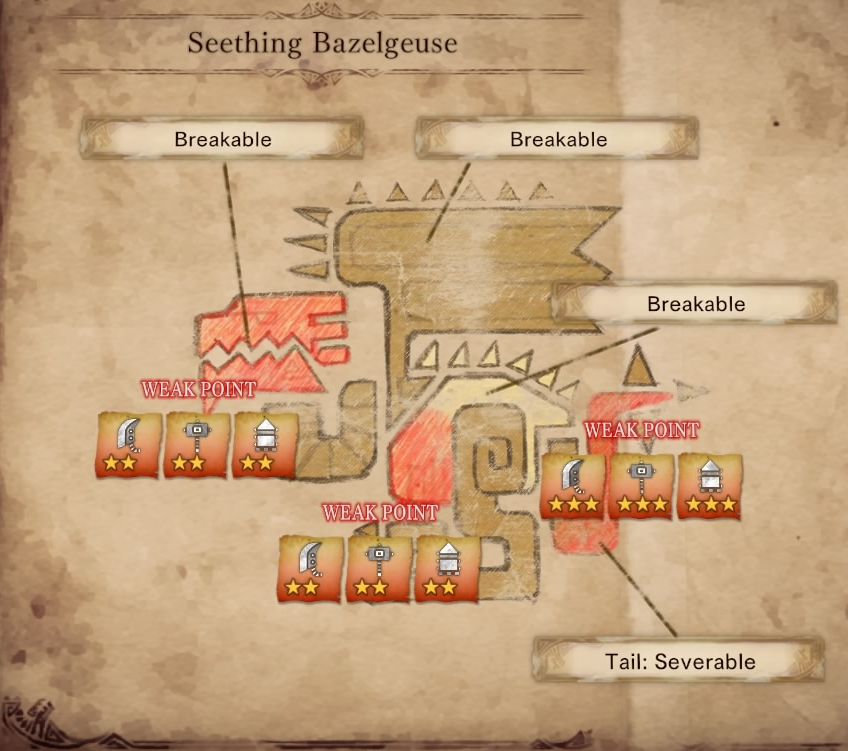 Seething Bazelgeuse
Breakable
Breakable
Breakable
WEAK POINT
WEAK POINT
WEAK POINT
Tail: Severable